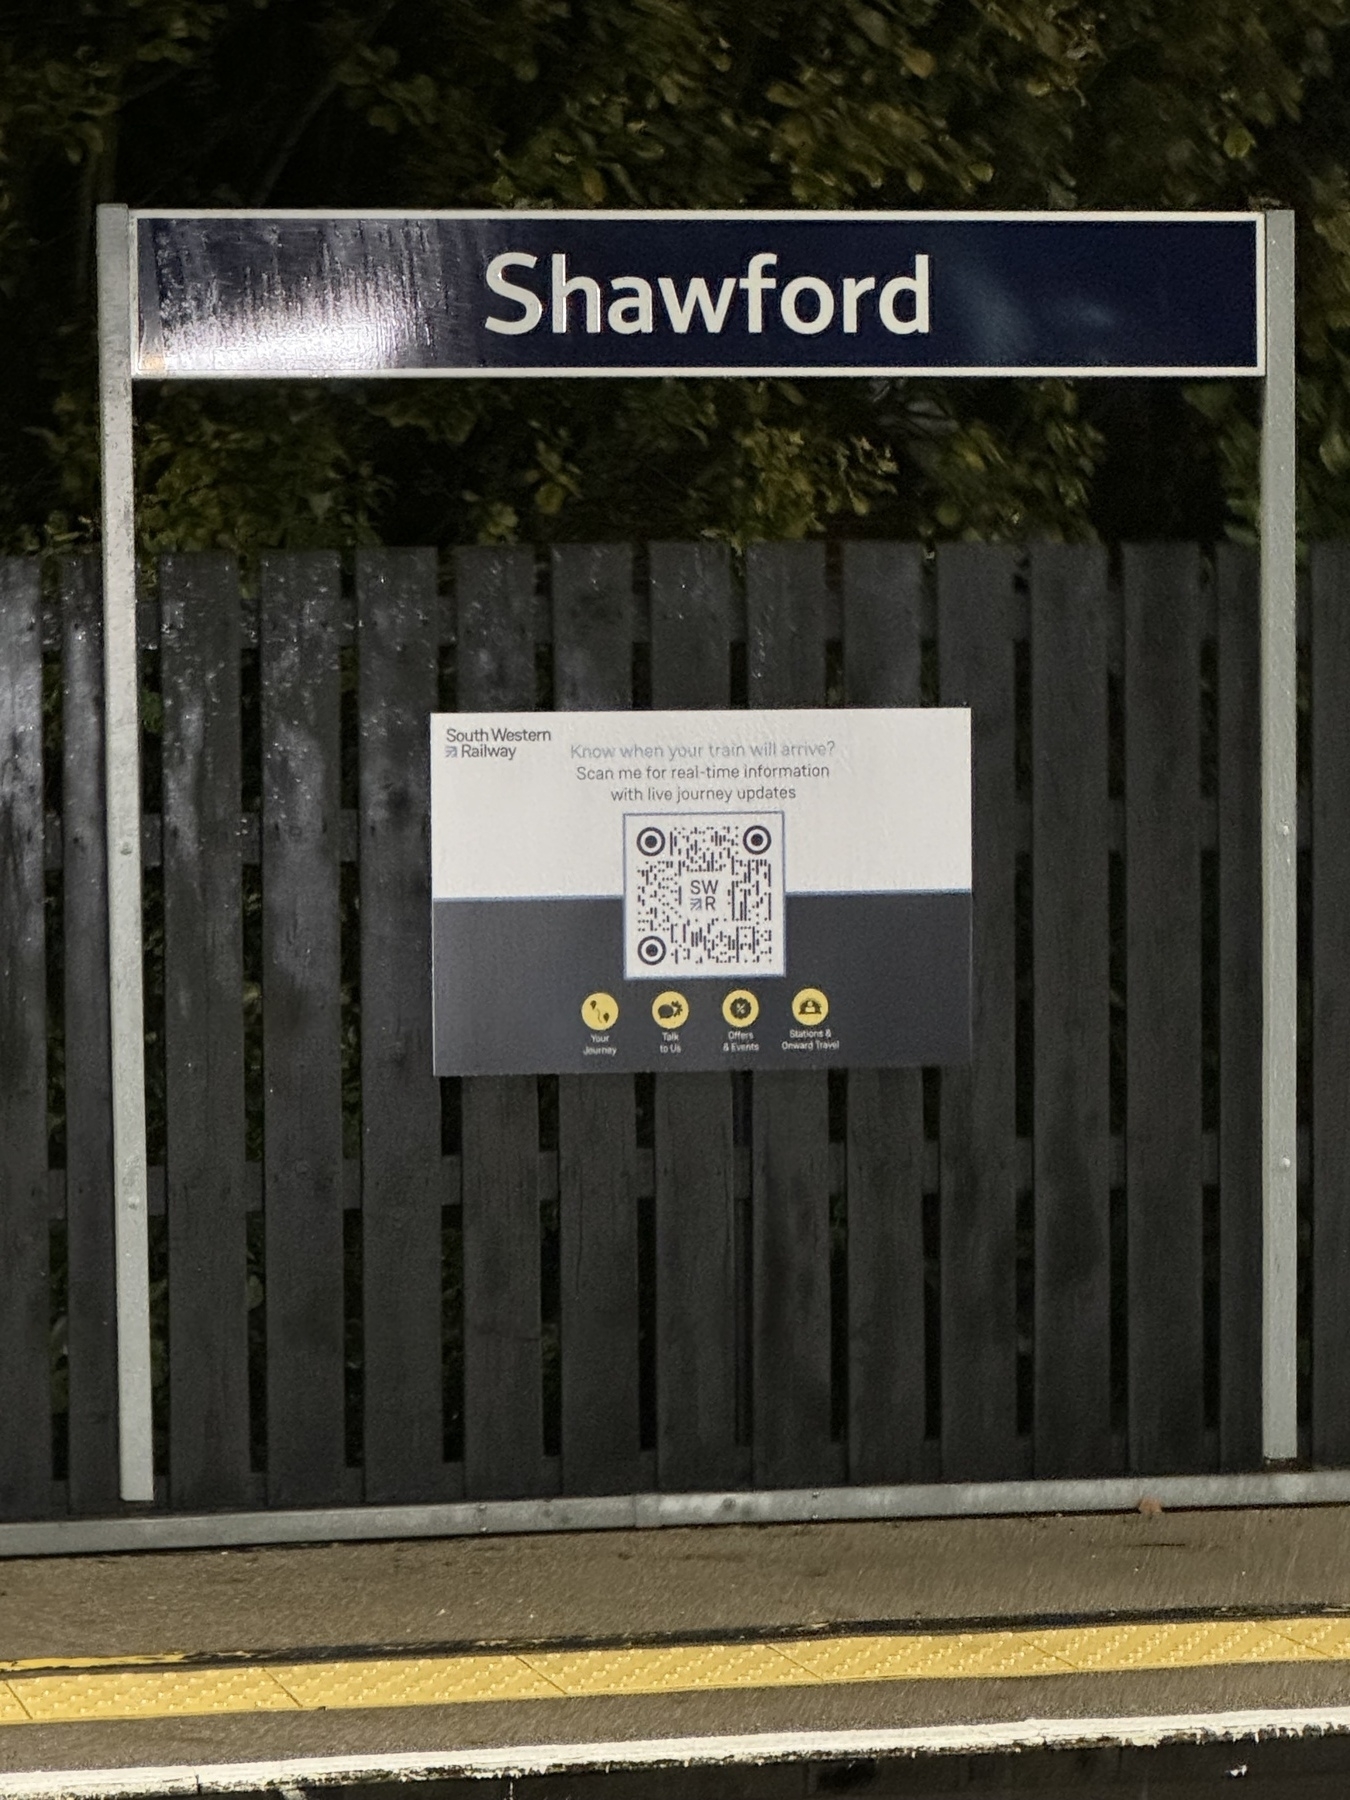 Shawford
South Western
Railway
Know when your train will arrive?
Scan me for real-time information
with live journey updates
SW
R
Your
Journey
Talk
to Us
Offers
& Events
Stations &
Onward Travel